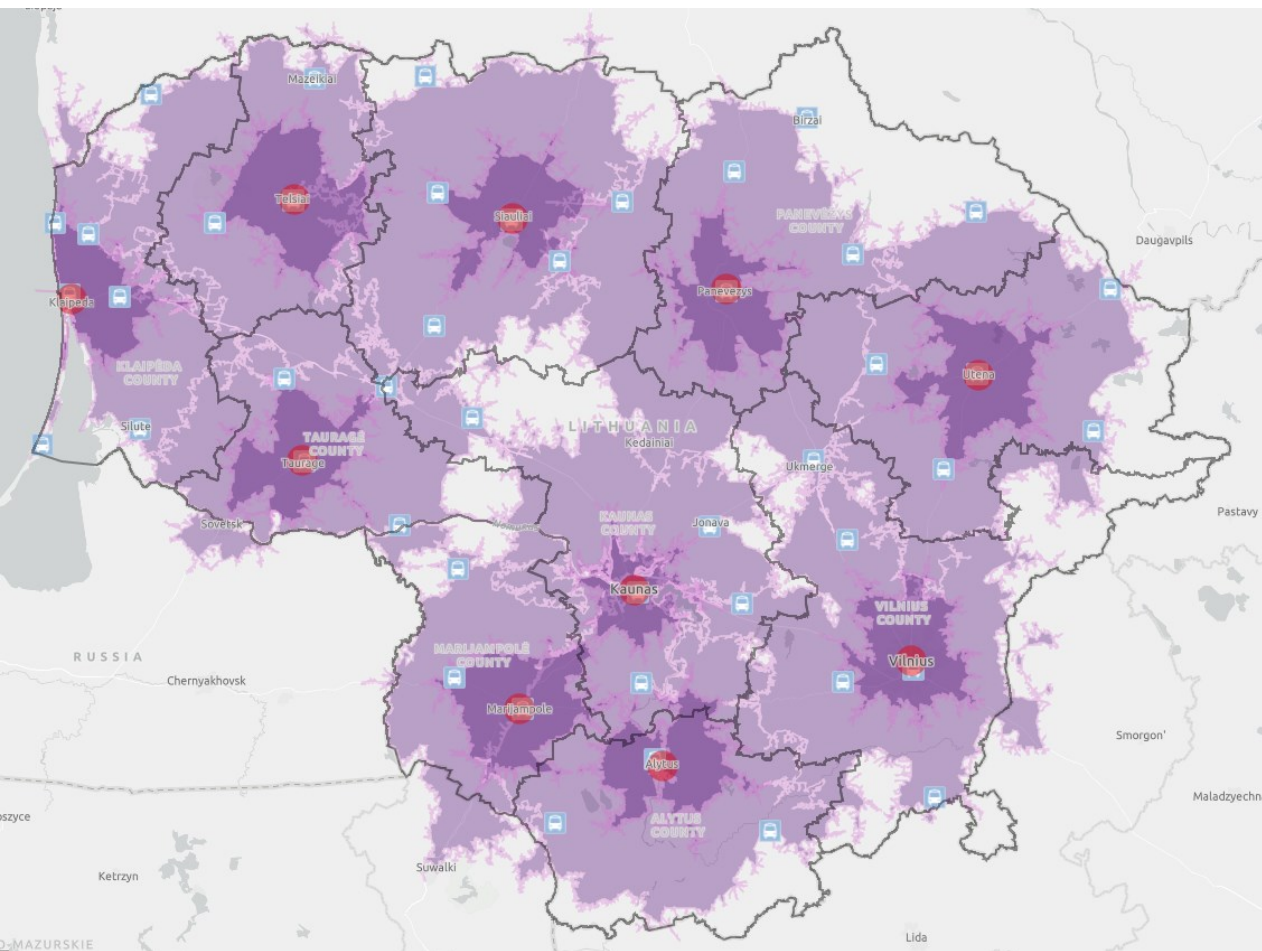 Mazeikiai
Birzai
Telsiai
Siauliai
PANEVĖŽYS
COUNTY
Daugavpils
Klaipeda
Panevezys
KLAIPĖDA
COUNTY
Utena
Silute
LITHUANIA
Kedainiai
TAURAGĖ
COUNTY
Taurage
Ukmerge
Sovetsk
KAUNAS
COUNTY
Jonava
Pastavy
Kaunas
VILNIUS
COUNTY
RUSSIA
MARIJAMPOLĖ
COUNTY
Vilnius
Chernyakhovsk
Marijampole
Smorgon'
Alytus
Maladzyechn
ALYTUS
COUNTY
Suwalki
Ketrzyn
Lida
O-MAZURSKIE